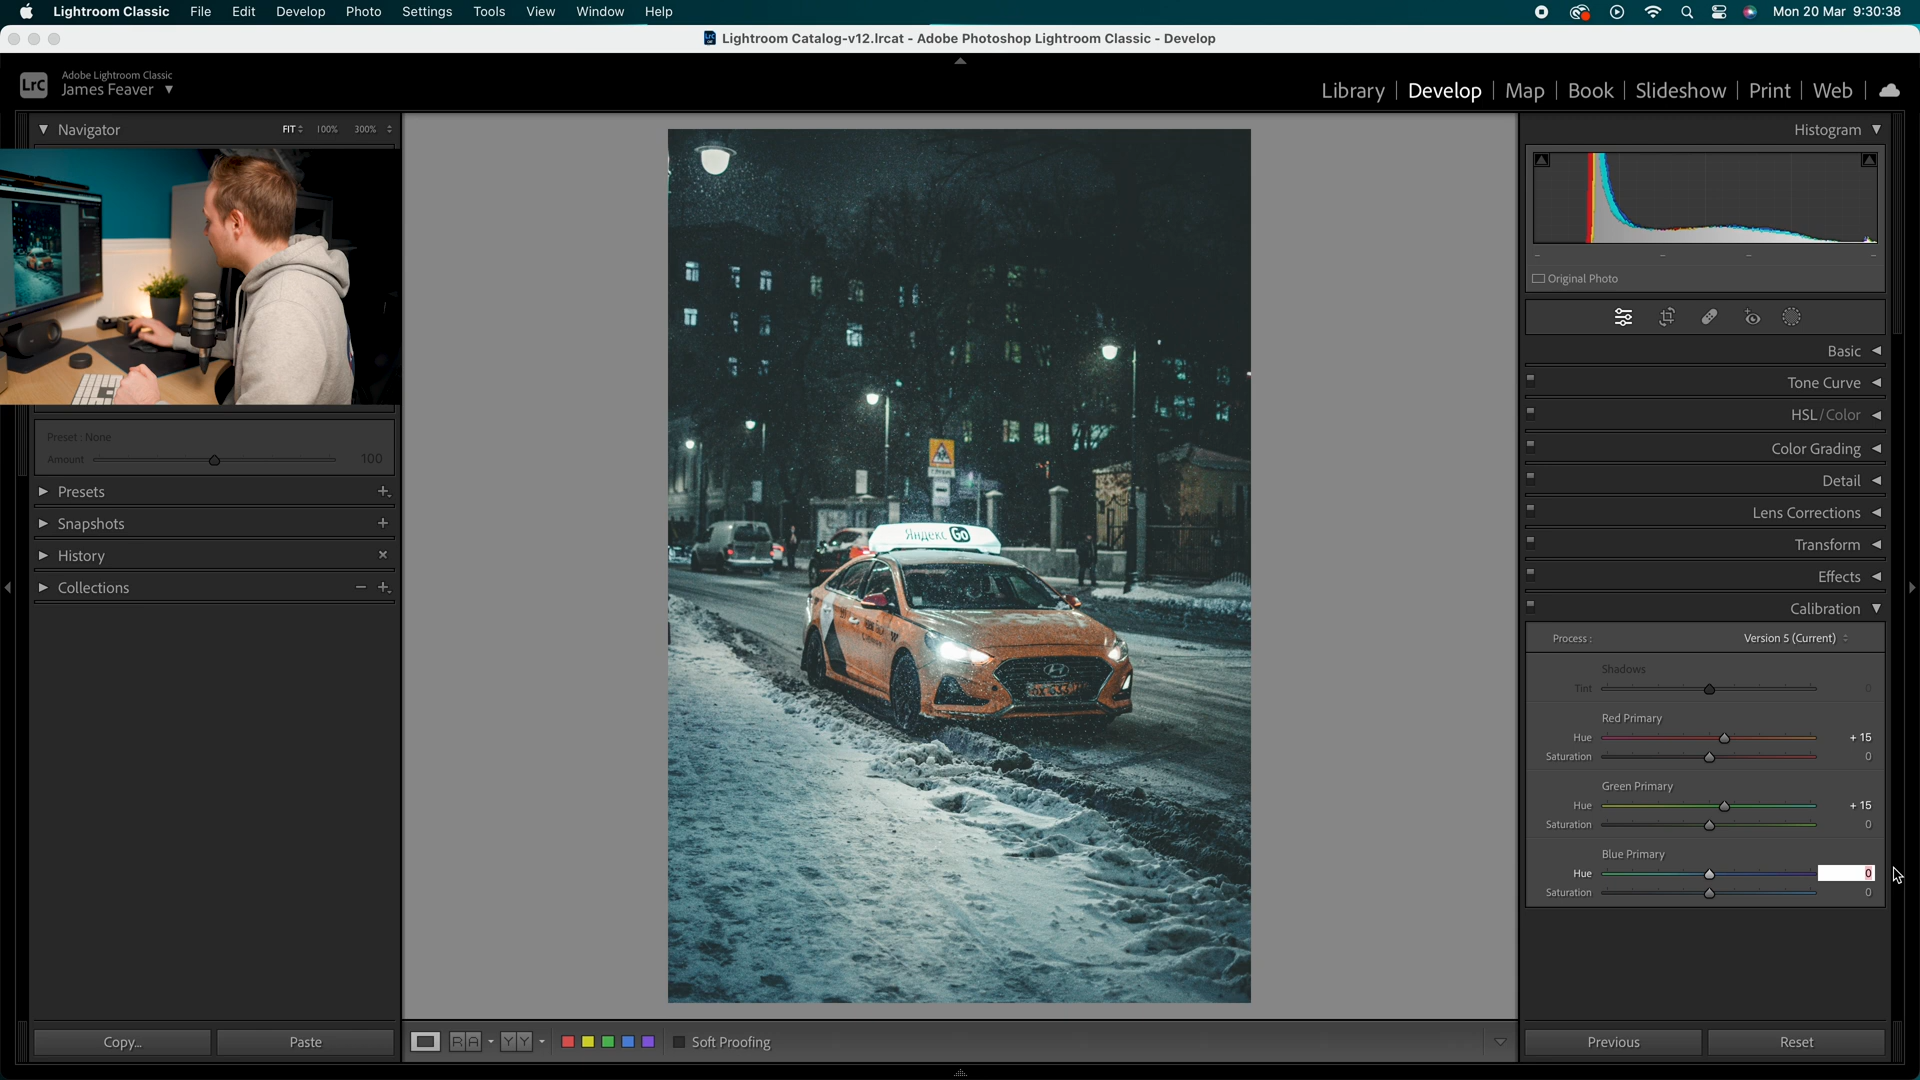 Lightroom Classic File Edit Develop Photo Settings Tools View Window Help Mon 20 Mar 9:30:38
Lrc Lightroom Catalog-v12.lrcat - Adobe Photoshop Lightroom Classic - Develop
LrC Adobe Lightroom Classic
James Feaver
Library Develop Map Book Slideshow Print Web
Navigator FIT 100% 300%
Preset : None
Amount 100
Presets
Snapshots
History
Collections
Copy... Paste
Яндекс Go
R A Y Y Soft Proofing
Histogram
Original Photo
Basic
Tone Curve
HSL / Color
Color Grading
Detail
Lens Corrections
Transform
Effects
Calibration
Process : Version 5 (Current)
Shadows
Tint 0
Red Primary
Hue + 15
Saturation 0
Green Primary
Hue + 15
Saturation 0
Blue Primary
Hue 0
Saturation 0
Previous Reset